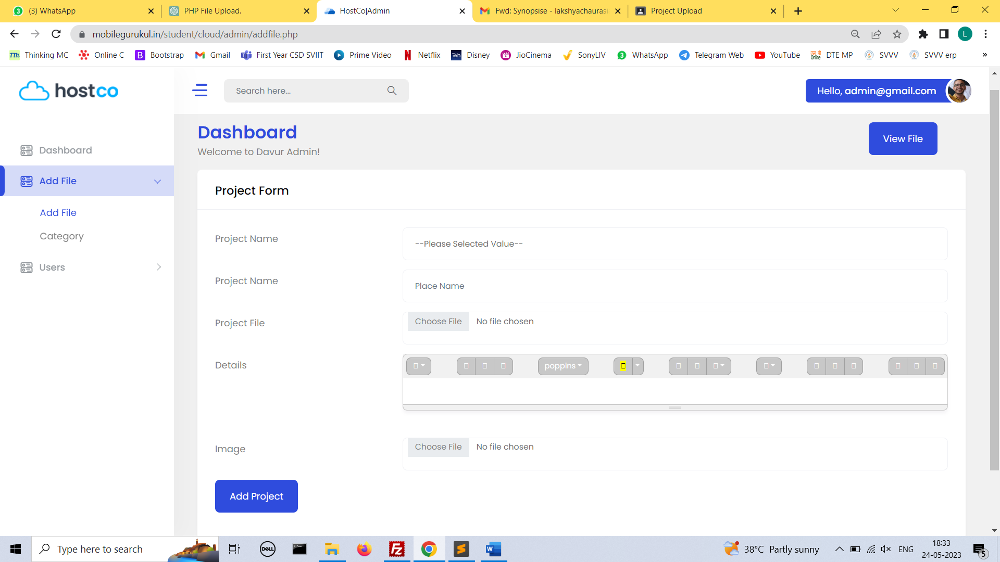 (3) WhatsApp
PHP File Upload.
HostCo|Admin
Fwd: Synopsise - lakshyachaurasi
Project Upload
mobilegurukul.in/student/cloud/admin/addfile.php
L
Thinking MC
Online C
Bootstrap
Gmail
First Year CSD SVIIT
Prime Video
Netflix
Disney
JioCinema
SonyLIV
WhatsApp
Telegram Web
YouTube
DTE MP
SVVV
SVVV erp
»
hostco
Search here...
Hello, admin@gmail.com
Dashboard
Welcome to Davur Admin!
View File
Dashboard
Add File
Add File
Category
Users
Project Form
Project Name
--Please Selected Value--
Project Name
Place Name
Project File
Choose File
No file chosen
Details
poppins
Image
Choose File
No file chosen
Add Project
Type here to search
DELL
38°C Partly sunny
ENG
18:33
24-05-2023
5